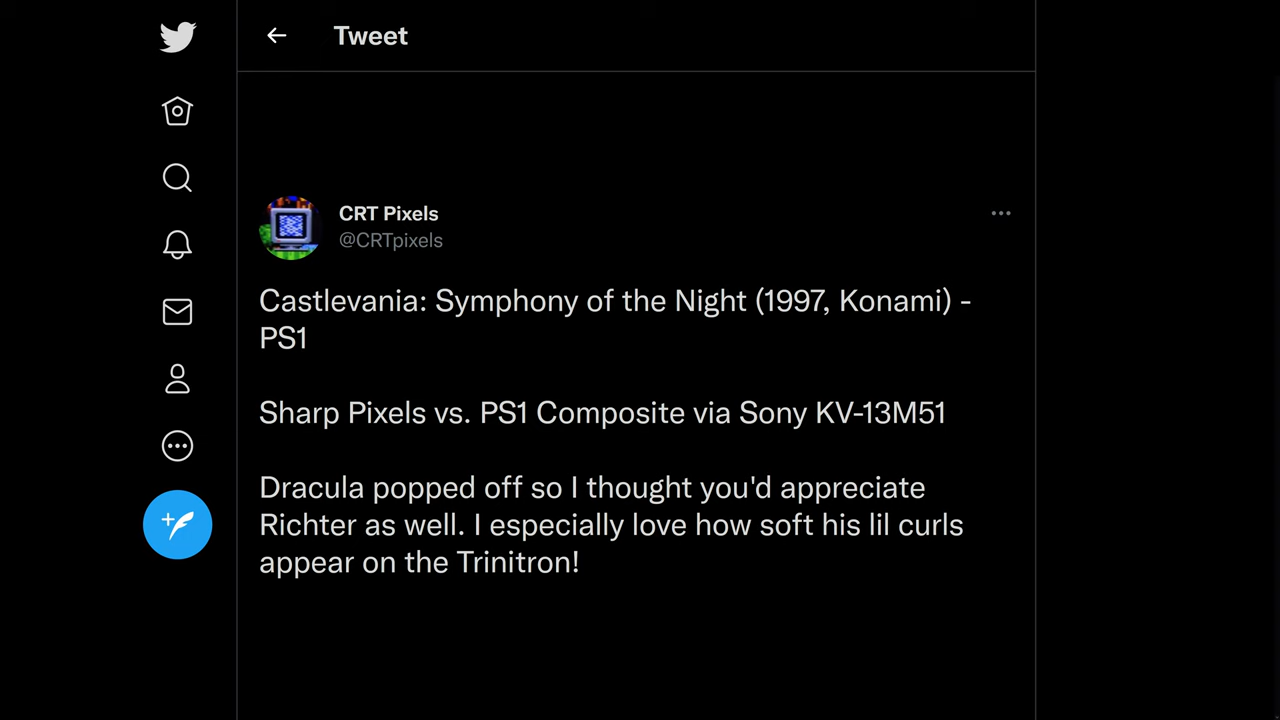 Tweet
CRT Pixels
@CRTpixels
Castlevania: Symphony of the Night (1997, Konami) -
PS1
Sharp Pixels vs. PS1 Composite via Sony KV-13M51
Dracula popped off so I thought you'd appreciate
Richter as well. I especially love how soft his lil curls
appear on the Trinitron!